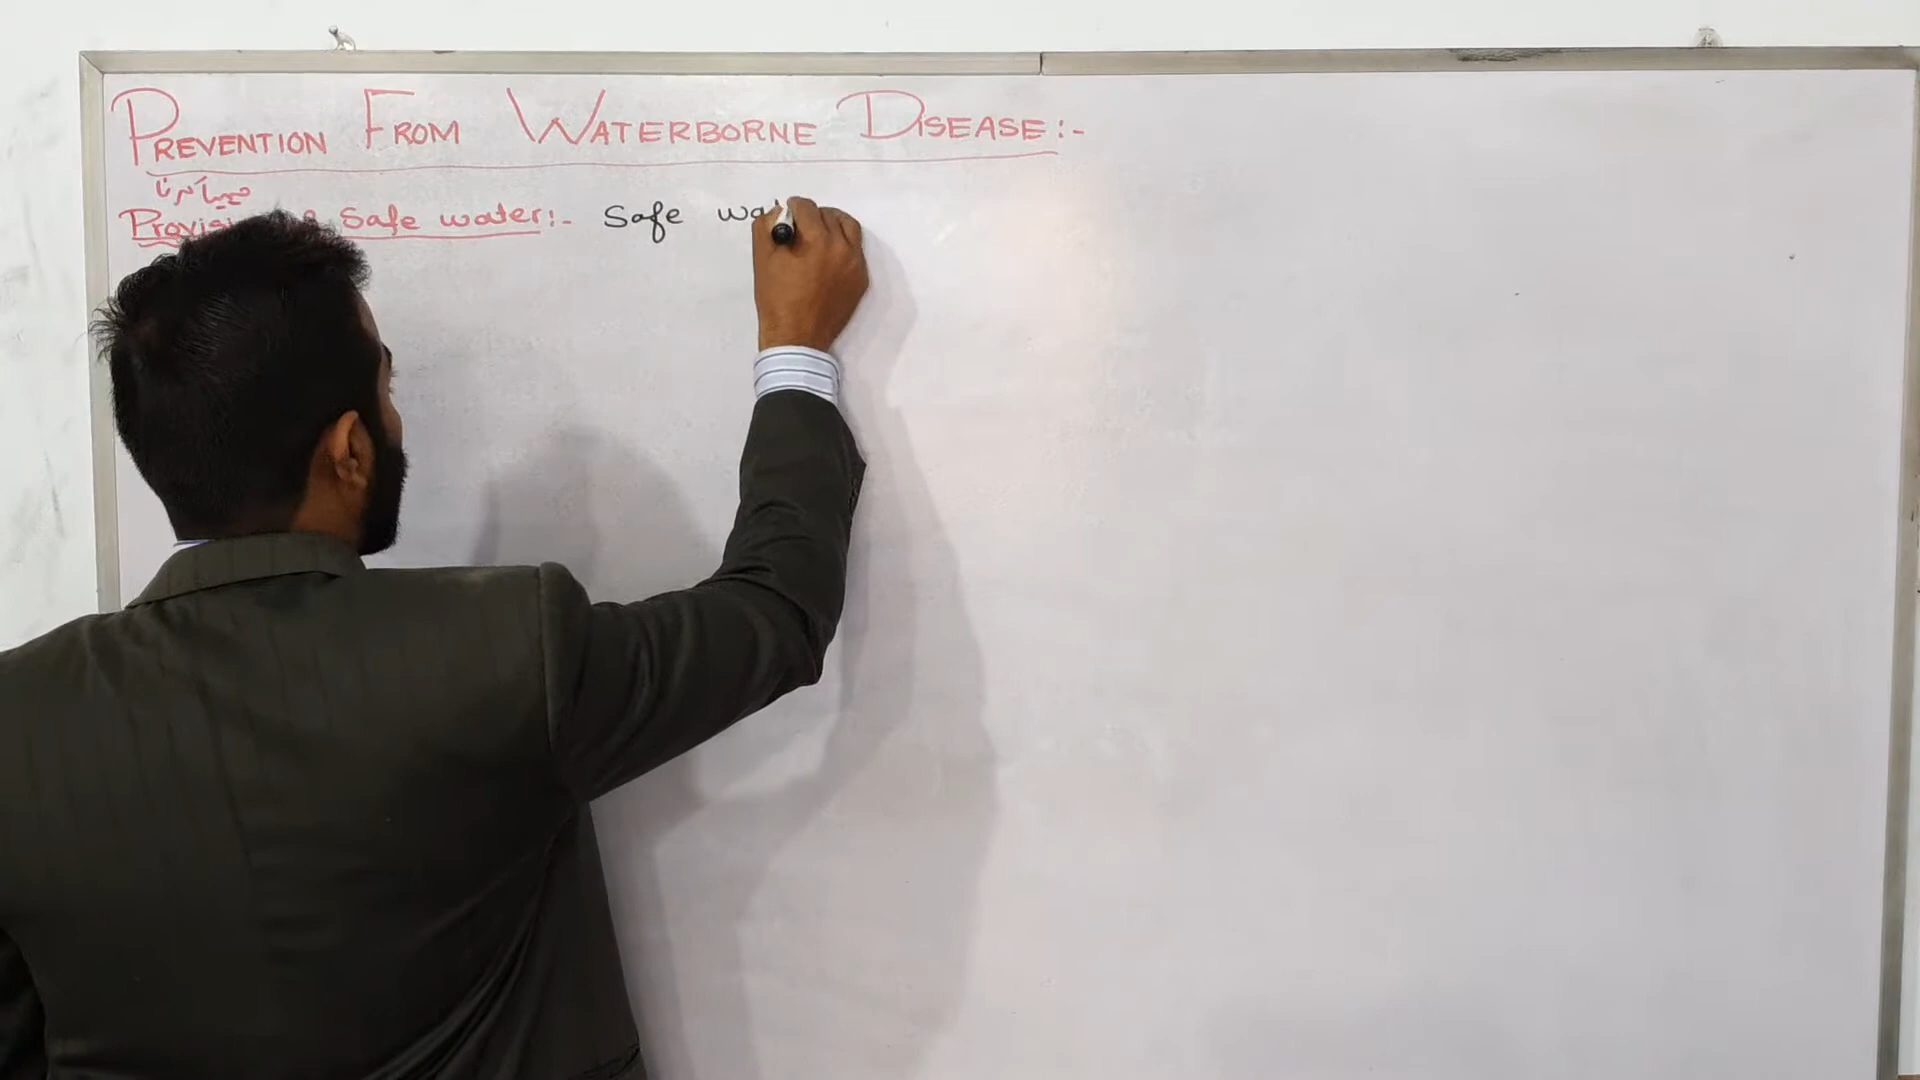 PREVENTION FROM WATERBORNE DISEASE:-
مہیا کرنا
Safe water:- Safe